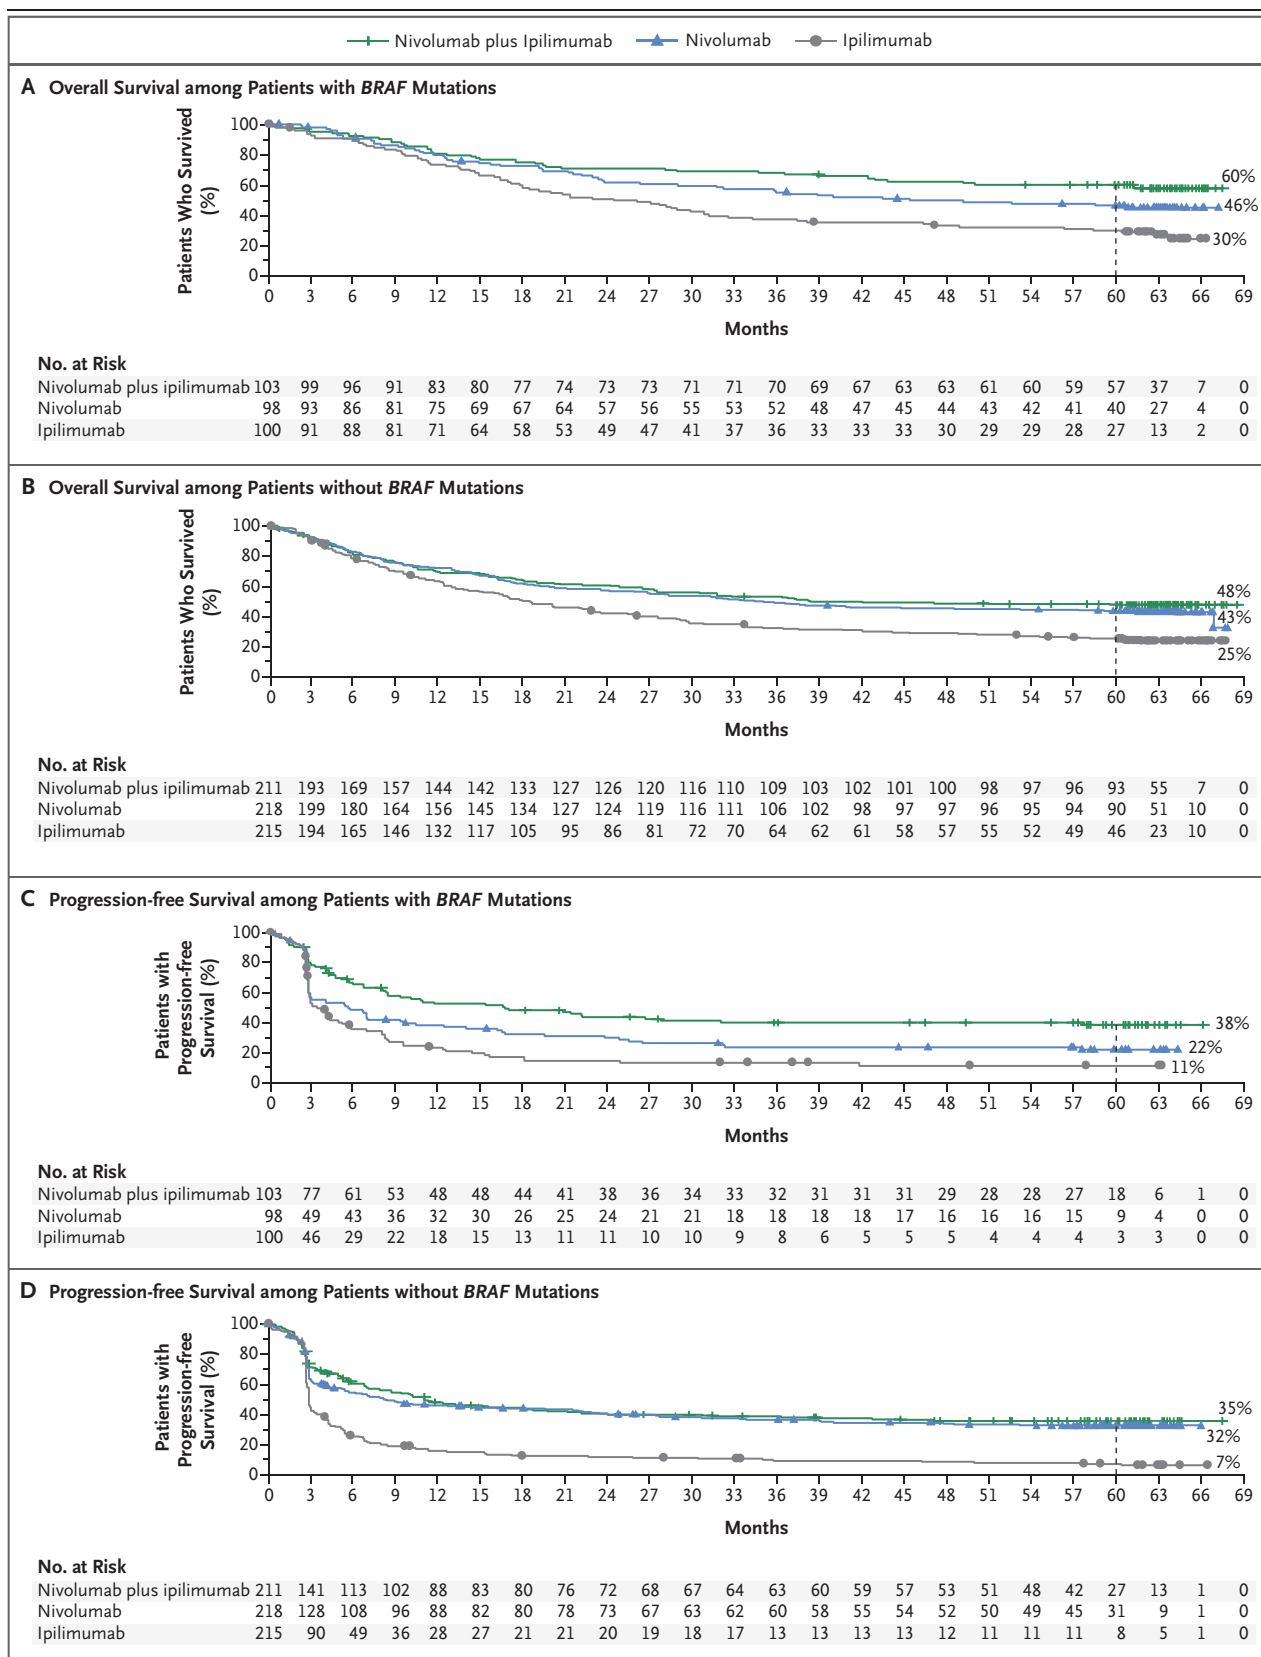 Nivolumab plus Ipilimumab Nivolumab Ipilimumab
A Overall Survival among Patients with BRAF Mutations
Patients Who Survived (%)
100
80
60
40
20
0
60%
46%
30%
0 3 6 9 12 15 18 21 24 27 30 33 36 39 42 45 48 51 54 57 60 63 66 69
Months
No. at Risk
Nivolumab plus ipilimumab 103 99 96 91 83 80 77 74 73 73 71 71 70 69 67 63 63 61 60 59 57 37 7 0
Nivolumab 98 93 86 81 75 69 67 64 57 56 55 53 52 48 47 45 44 43 42 41 40 27 4 0
Ipilimumab 100 91 88 81 71 64 58 53 49 47 41 37 36 33 33 33 30 29 29 28 27 13 2 0
B Overall Survival among Patients without BRAF Mutations
Patients Who Survived (%)
100
80
60
40
20
0
48%
43%
25%
0 3 6 9 12 15 18 21 24 27 30 33 36 39 42 45 48 51 54 57 60 63 66 69
Months
No. at Risk
Nivolumab plus ipilimumab 211 193 169 157 144 142 133 127 126 120 116 110 109 103 102 101 100 98 97 96 93 55 7 0
Nivolumab 218 199 180 164 156 145 134 127 124 119 116 111 106 102 98 97 97 96 95 94 90 51 10 0
Ipilimumab 215 194 165 146 132 117 105 95 86 81 72 70 64 62 61 58 57 55 52 49 46 23 10 0
C Progression-free Survival among Patients with BRAF Mutations
Patients with Progression-free Survival (%)
100
80
60
40
20
0
38%
22%
11%
0 3 6 9 12 15 18 21 24 27 30 33 36 39 42 45 48 51 54 57 60 63 66 69
Months
No. at Risk
Nivolumab plus ipilimumab 103 77 61 53 48 48 44 41 38 36 34 33 32 31 31 31 29 28 28 27 18 6 1 0
Nivolumab 98 49 43 36 32 30 26 25 24 21 21 18 18 18 18 17 16 16 16 15 9 4 0 0
Ipilimumab 100 46 29 22 18 15 13 11 11 10 10 9 8 6 5 5 5 4 4 4 3 3 0 0
D Progression-free Survival among Patients without BRAF Mutations
Patients with Progression-free Survival (%)
100
80
60
40
20
0
35%
32%
7%
0 3 6 9 12 15 18 21 24 27 30 33 36 39 42 45 48 51 54 57 60 63 66 69
Months
No. at Risk
Nivolumab plus ipilimumab 211 141 113 102 88 83 80 76 72 68 67 64 63 60 59 57 53 51 48 42 27 13 1 0
Nivolumab 218 128 108 96 88 82 80 78 73 67 63 62 60 58 55 54 52 50 49 45 31 9 1 0
Ipilimumab 215 90 49 36 28 27 21 21 20 19 18 17 13 13 13 13 12 11 11 11 8 5 1 0